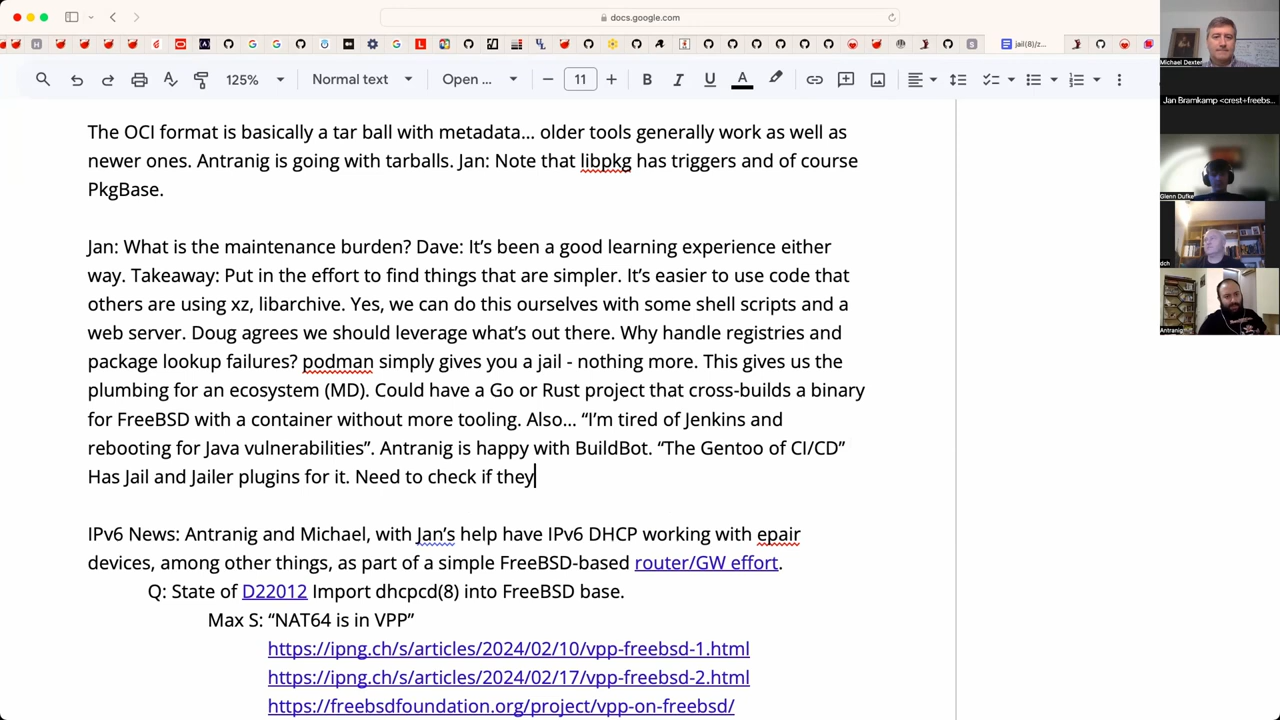 docs.google.com
jail(8)/z...
125%
Normal text
Open ...
11
The OCI format is basically a tar ball with metadata… older tools generally work as well as
newer ones. Antranig is going with tarballs. Jan: Note that libpkg has triggers and of course
PkgBase.
Jan: What is the maintenance burden? Dave: It’s been a good learning experience either
way. Takeaway: Put in the effort to find things that are simpler. It’s easier to use code that
others are using xz, libarchive. Yes, we can do this ourselves with some shell scripts and a
web server. Doug agrees we should leverage what’s out there. Why handle registries and
package lookup failures? podman simply gives you a jail - nothing more. This gives us the
plumbing for an ecosystem (MD). Could have a Go or Rust project that cross-builds a binary
for FreeBSD with a container without more tooling. Also… “I’m tired of Jenkins and
rebooting for Java vulnerabilities”. Antranig is happy with BuildBot. “The Gentoo of CI/CD”
Has Jail and Jailer plugins for it. Need to check if they
IPv6 News: Antranig and Michael, with Jan’s help have IPv6 DHCP working with epair
devices, among other things, as part of a simple FreeBSD-based router/GW effort.
Q: State of D22012 Import dhcpcd(8) into FreeBSD base.
Max S: “NAT64 is in VPP”
https://ipng.ch/s/articles/2024/02/10/vpp-freebsd-1.html
https://ipng.ch/s/articles/2024/02/17/vpp-freebsd-2.html
https://freebsdfoundation.org/project/vpp-on-freebsd/
Michael Dexter
Jan Bramkamp <crest+freebs...
Glenn Dufke
dch
Antranig